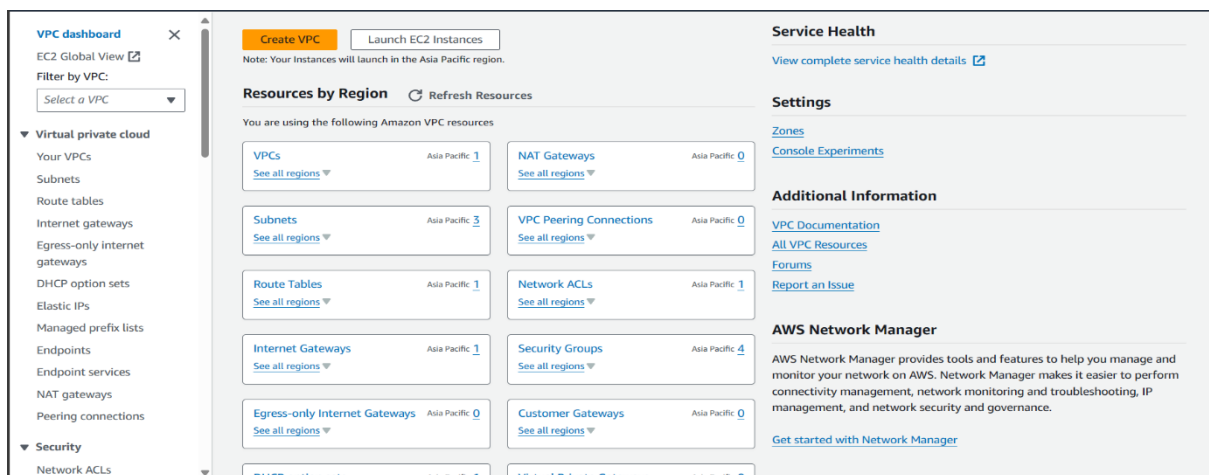 VPC dashboard
EC2 Global View
Filter by VPC:
Select a VPC
Virtual private cloud
Your VPCs
Subnets
Route tables
Internet gateways
Egress-only internet
gateways
DHCP option sets
Elastic IPs
Managed prefix lists
Endpoints
Endpoint services
NAT gateways
Peering connections
Security
Network ACLs
Create VPC
Launch EC2 Instances
Note: Your Instances will launch in the Asia Pacific region.
Resources by Region Refresh Resources
You are using the following Amazon VPC resources
VPCs Asia Pacific 1
See all regions
NAT Gateways Asia Pacific 0
See all regions
Subnets Asia Pacific 3
See all regions
VPC Peering Connections Asia Pacific 0
See all regions
Route Tables Asia Pacific 1
See all regions
Network ACLs Asia Pacific 1
See all regions
Internet Gateways Asia Pacific 1
See all regions
Security Groups Asia Pacific 4
See all regions
Egress-only Internet Gateways Asia Pacific 0
See all regions
Customer Gateways Asia Pacific 0
See all regions
Service Health
View complete service health details
Settings
Zones
Console Experiments
Additional Information
VPC Documentation
All VPC Resources
Forums
Report an Issue
AWS Network Manager
AWS Network Manager provides tools and features to help you manage and
monitor your network on AWS. Network Manager makes it easier to perform
connectivity management, network monitoring and troubleshooting, IP
management, and network security and governance.
Get started with Network Manager